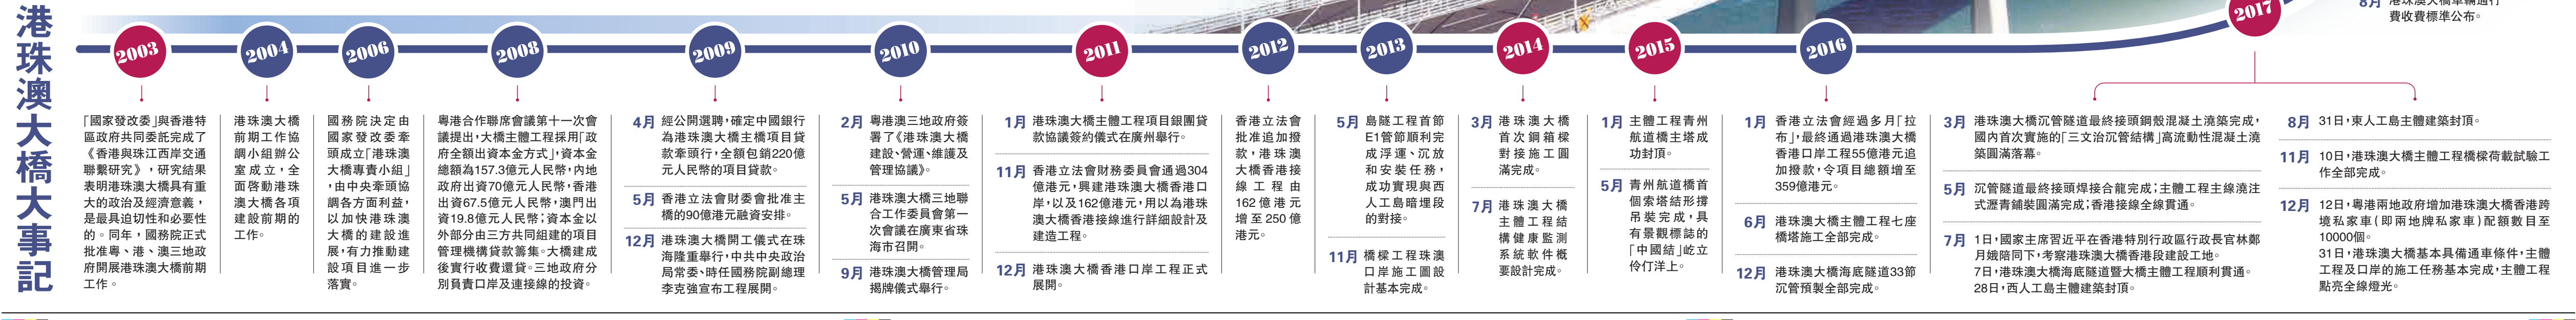 港珠澳大橋大事記
2003
「國家發改委」與香港特
區政府共同委託完成了
《香港與珠江西岸交通
聯繫研究》，研究結果
表明港珠澳大橋具有重
大的政治及經濟意義，
是最具迫切性和必要性
的。同年，國務院正式
批准粵、港、澳三地政
府開展港珠澳大橋前期
工作。
2004
港珠澳大橋
前期工作協
調小組辦公
室成立，全
面啓動港珠
澳大橋各項
建設前期的
工作。
2006
國務院決定由
國家發改委牽
頭成立「港珠澳
大橋專責小組」
，由中央牽頭協
調各方面利益，
以加快港珠澳
大橋的建設進
展，有力推動建
設項目進一步
落實。
2008
粵港合作聯席會議第十一次會
議提出，大橋主體工程採用「政
府全額出資本金方式」，資本金
總額為157.3億元人民幣，內地
政府出資70億元人民幣，香港
出資67.5億元人民幣，澳門出
資19.8億元人民幣；資本金以
外部分由三方共同組建的項目
管理機構貸款籌集。大橋建成
後實行收費還貸。三地政府分
別負責口岸及連接線的投資。
2009
4月 經公開選聘，確定中國銀行
為港珠澳大橋主橋項目貸
款牽頭行，全額包銷220億
元人民幣的項目貸款。
5月 香港立法會財委會批准主
橋的90億港元融資安排。
12月 港珠澳大橋開工儀式在珠
海隆重舉行，中共中央政治
局常委、時任國務院副總理
李克強宣布工程展開。
2010
2月 粵港澳三地政府簽
署了《港珠澳大橋
建設、營運、維護及
管理協議》。
5月 港珠澳大橋三地聯
合工作委員會第一
次會議在廣東省珠
海市召開。
9月 港珠澳大橋管理局
揭牌儀式舉行。
2011
1月 港珠澳大橋主體工程項目銀團貸
款協議簽約儀式在廣州舉行。
11月 香港立法會財務委員會通過304
億港元，興建港珠澳大橋香港口
岸，以及162億港元，用以為港珠
澳大橋香港接線進行詳細設計及
建造工程。
12月 港珠澳大橋香港口岸工程正式
展開。
2012
香港立法會
批准追加撥
款，港珠澳
大橋香港接
線工程由
162億港元
增至250億
港元。
2013
5月 島隧工程首節
E1管節順利完
成浮運、沉放
和安裝任務，
成功實現與西
人工島暗埋段
的對接。
11月 橋樑工程珠澳
口岸施工圖設
計基本完成。
2014
3月 港珠澳大橋
首次鋼箱樑
對接施工圓
滿完成。
7月 港珠澳大橋
主體工程結
構健康監測
系統軟件概
要設計完成。
2015
1月 主體工程青州
航道橋主塔成
功封頂。
5月 青州航道橋首
個索塔結形撐
吊裝完成，具
有景觀標誌的
「中國結」屹立
伶仃洋上。
2016
1月 香港立法會經過多月「拉
布」，最終通過港珠澳大橋
香港口岸工程55億港元追
加撥款，令項目總額增至
359億港元。
6月 港珠澳大橋主體工程七座
橋塔施工全部完成。
12月 港珠澳大橋海底隧道33節
沉管預製全部完成。
2017
3月 港珠澳大橋沉管隧道最終接頭鋼殼混凝土澆築完成，
國內首次實施的「三文治沉管結構」高流動性混凝土澆
築圓滿落幕。
5月 沉管隧道最終接頭焊接合龍完成；主體工程主線澆注
式瀝青鋪裝圓滿完成；香港接線全線貫通。
7月 1日，國家主席習近平在香港特別行政區行政長官林鄭
月娥陪同下，考察港珠澳大橋香港段建設工地。
7日，港珠澳大橋海底隧道暨大橋主體工程順利貫通。
28日，西人工島主體建築封頂。
8月 31日，東人工島主體建築封頂。
11月 10日，港珠澳大橋主體工程橋樑荷載試驗工
作全部完成。
12月 12日，粵港兩地政府增加港珠澳大橋香港跨
境私家車（即兩地牌私家車）配額數目至
10000個。
31日，港珠澳大橋基本具備通車條件，主體
工程及口岸的施工任務基本完成，主體工程
點亮全線燈光。
8月 港珠澳大橋車輛通行
費收費標準公布。